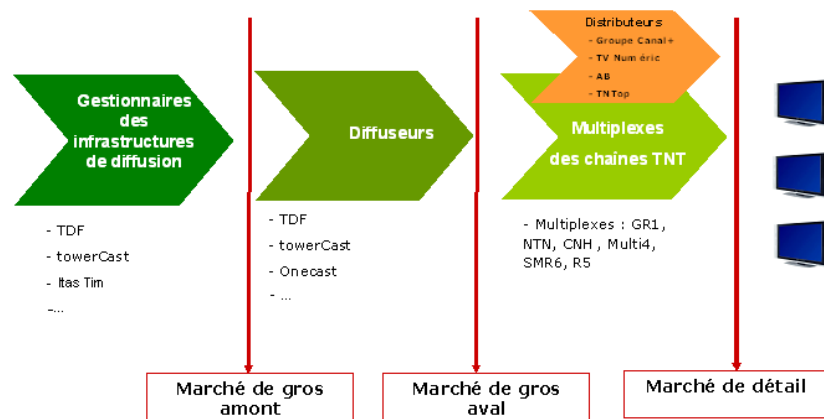 Distributeurs
- Groupe Canal+
- TV Numéric
- AB
- TNTop
Gestionnaires
des
infrastructures
de diffusion
Diffuseurs
Multiplexes
des chaînes TNT
- TDF
- towerCast
- Itas Tim
-...
- TDF
- towerCast
- Onecast
- ...
- Multiplexes : GR1,
NTN, CNH , Multi4,
SMR6, R5
Marché de gros
amont
Marché de gros
aval
Marché de détail